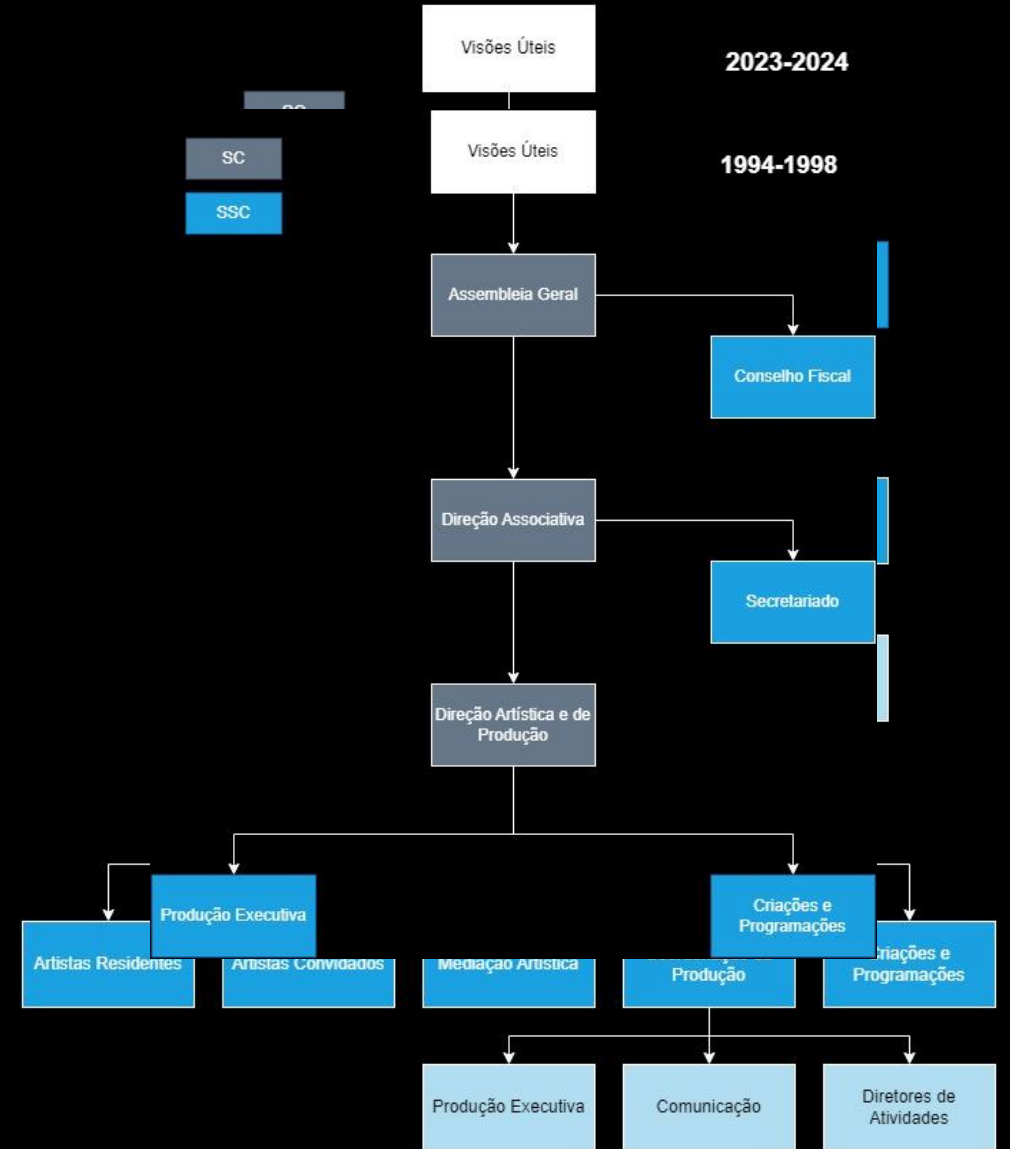 Visões Úteis
2023-2024
Visões Úteis
1994-1998
SC
SSC
Assembleia Geral
Conselho Fiscal
Direção Associativa
Secretariado
Direção Artística e de
Produção
Produção Executiva
Criações e
Programações
Artistas Residentes
Artistas Convidados
Mediação Artística
Produção
Criações e
Programações
Produção Executiva
Comunicação
Diretores de
Atividades